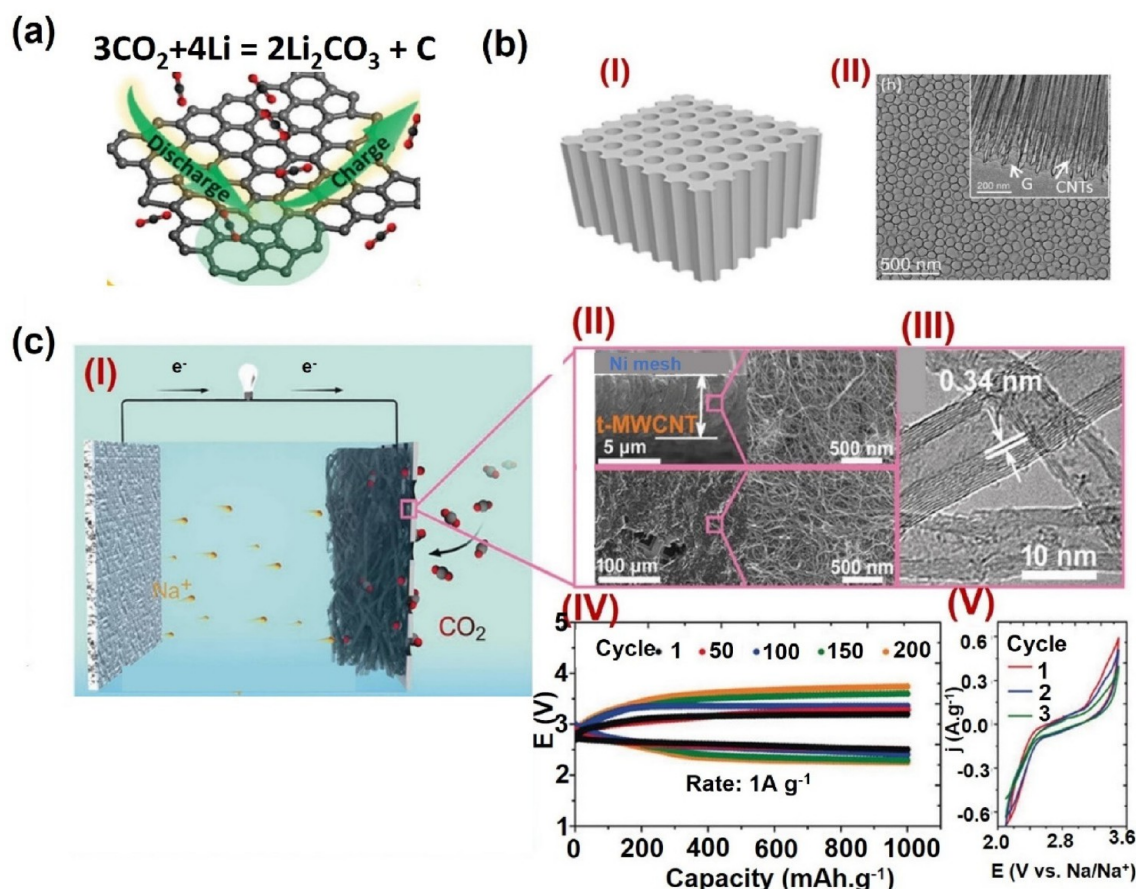 (a)
3CO₂+4Li = 2Li₂CO₃ + C
Discharge
Charge
(b)
(I)
(II)
(h)
200 nm
G
CNTs
500 nm
(c)
(I)
e⁻
e⁻
Na⁺
CO₂
(II)
Ni mesh
t-MWCNT
5 µm
500 nm
100 µm
500 nm
(III)
0.34 nm
10 nm
(IV)
Cycle 1 50 100 150 200
5
4
3
2
1
E (V)
Rate: 1A g⁻¹
0 200 400 600 800 1000
Capacity (mAh.g⁻¹)
(V)
Cycle
1
2
3
0.6
0.3
0.0
-0.3
-0.6
j (A.g⁻¹)
2.0 2.8 3.6
E (V vs. Na/Na⁺)